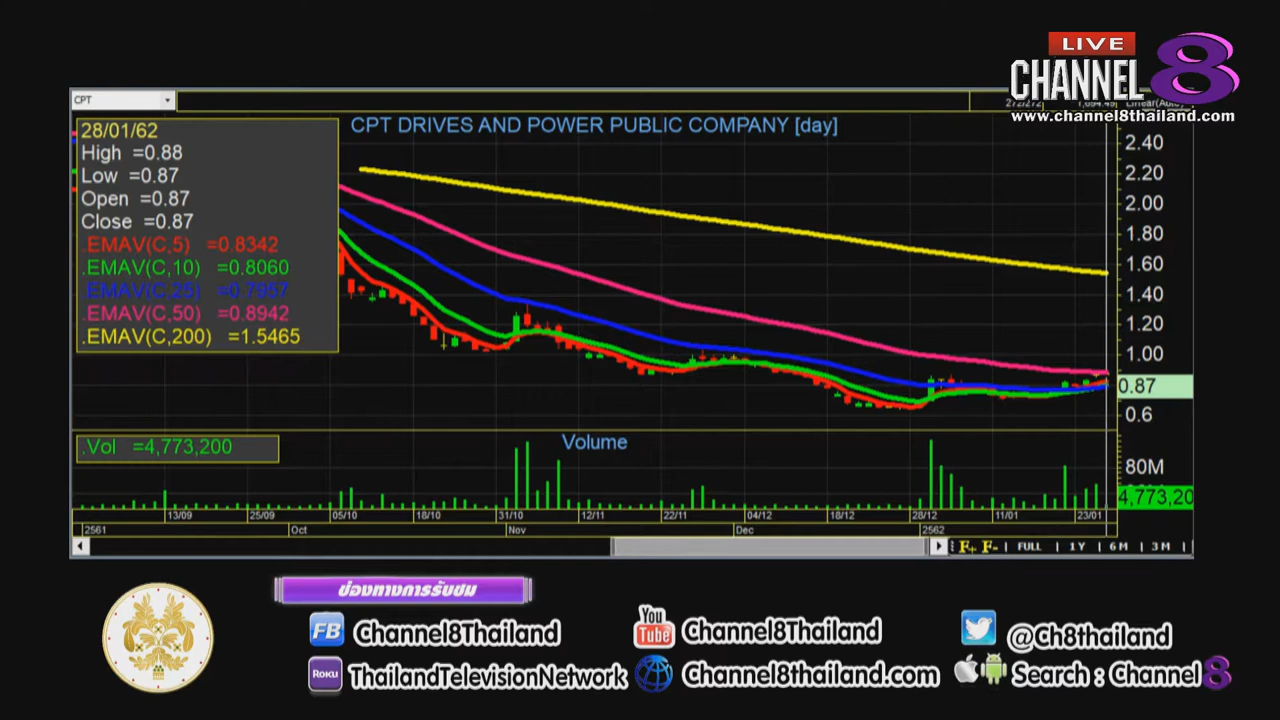 LIVE
CHANNEL 8
www.channel8thailand.com
CPT
Linear(Auto)
CPT DRIVES AND POWER PUBLIC COMPANY [day]
28/01/62
High =0.88
Low =0.87
Open =0.87
Close =0.87
.EMAV(C,5) =0.8342
.EMAV(C,10) =0.8060
.EMAV(C,25) =0.7957
.EMAV(C,50) =0.8942
.EMAV(C,200) =1.5465
2.40
2.20
2.00
1.80
1.60
1.40
1.20
1.00
0.87
0.6
.Vol =4,773,200
Volume
80M
4,773,20
13/09 25/09 05/10 18/10 31/10 12/11 22/11 04/12 18/12 28/12 11/01 23/01
2561 Oct Nov Dec 2562
F+ F- FULL 1Y 6M 3M
ช่องทางการรับชม
FB Channel8Thailand
You Tube Channel8Thailand
@Ch8thailand
ROKU ThailandTelevisionNetwork
Channel8thailand.com
Search : Channel 8